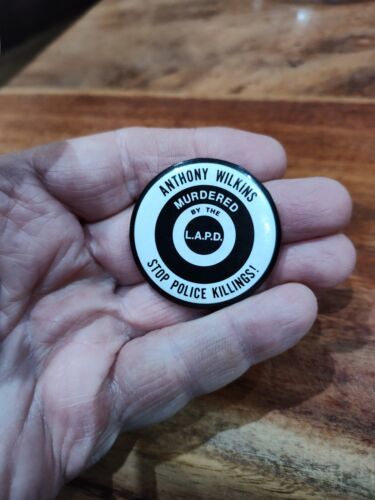 ANTHONY WILKINS
MURDERED
BY THE
L.A.P.D.
STOP POLICE KILLINGS!